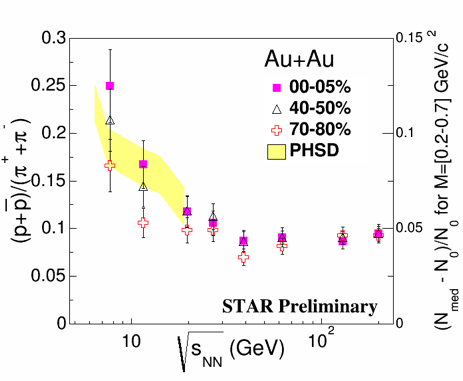 Au+Au
00-05%
40-50%
70-80%
PHSD
STAR Preliminary
0.3
0.25
0.2
0.15
0.1
0.05
0
(p+p̅)/(π⁺+π⁻)
0.15
0.1
0.05
0
(N_med - N_0)/N_0 for M=[0.2-0.7] GeV/c²
10
10²
√s_NN (GeV)